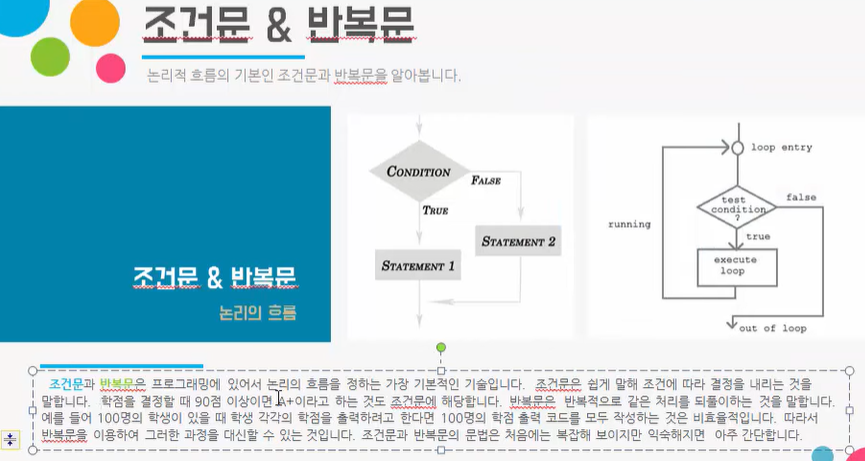 조건문 & 반복문
논리적 흐름의 기본인 조건문과 반복문을 알아봅니다.
조건문 & 반복문
논리의 흐름
CONDITION
FALSE
TRUE
STATEMENT 2
STATEMENT 1
loop entry
test
condition
?
false
running
true
execute
loop
out of loop
조건문과 반복문은 프로그래밍에 있어서 논리의 흐름을 정하는 가장 기본적인 기술입니다. 조건문은 쉽게 말해 조건에 따라 결정을 내리는 것을
말합니다. 학점을 결정할 때 90점 이상이면 A+이라고 하는 것도 조건문에 해당합니다. 반복문은 반복적으로 같은 처리를 되풀이하는 것을 말합니다.
예를 들어 100명의 학생이 있을 때 학생 각각의 학점을 출력하려고 한다면 100명의 학점 출력 코드를 모두 작성하는 것은 비효율적입니다. 따라서
반복문을 이용하여 그러한 과정을 대신할 수 있는 것입니다. 조건문과 반복문의 문법은 처음에는 복잡해 보이지만 익숙해지면 아주 간단합니다.